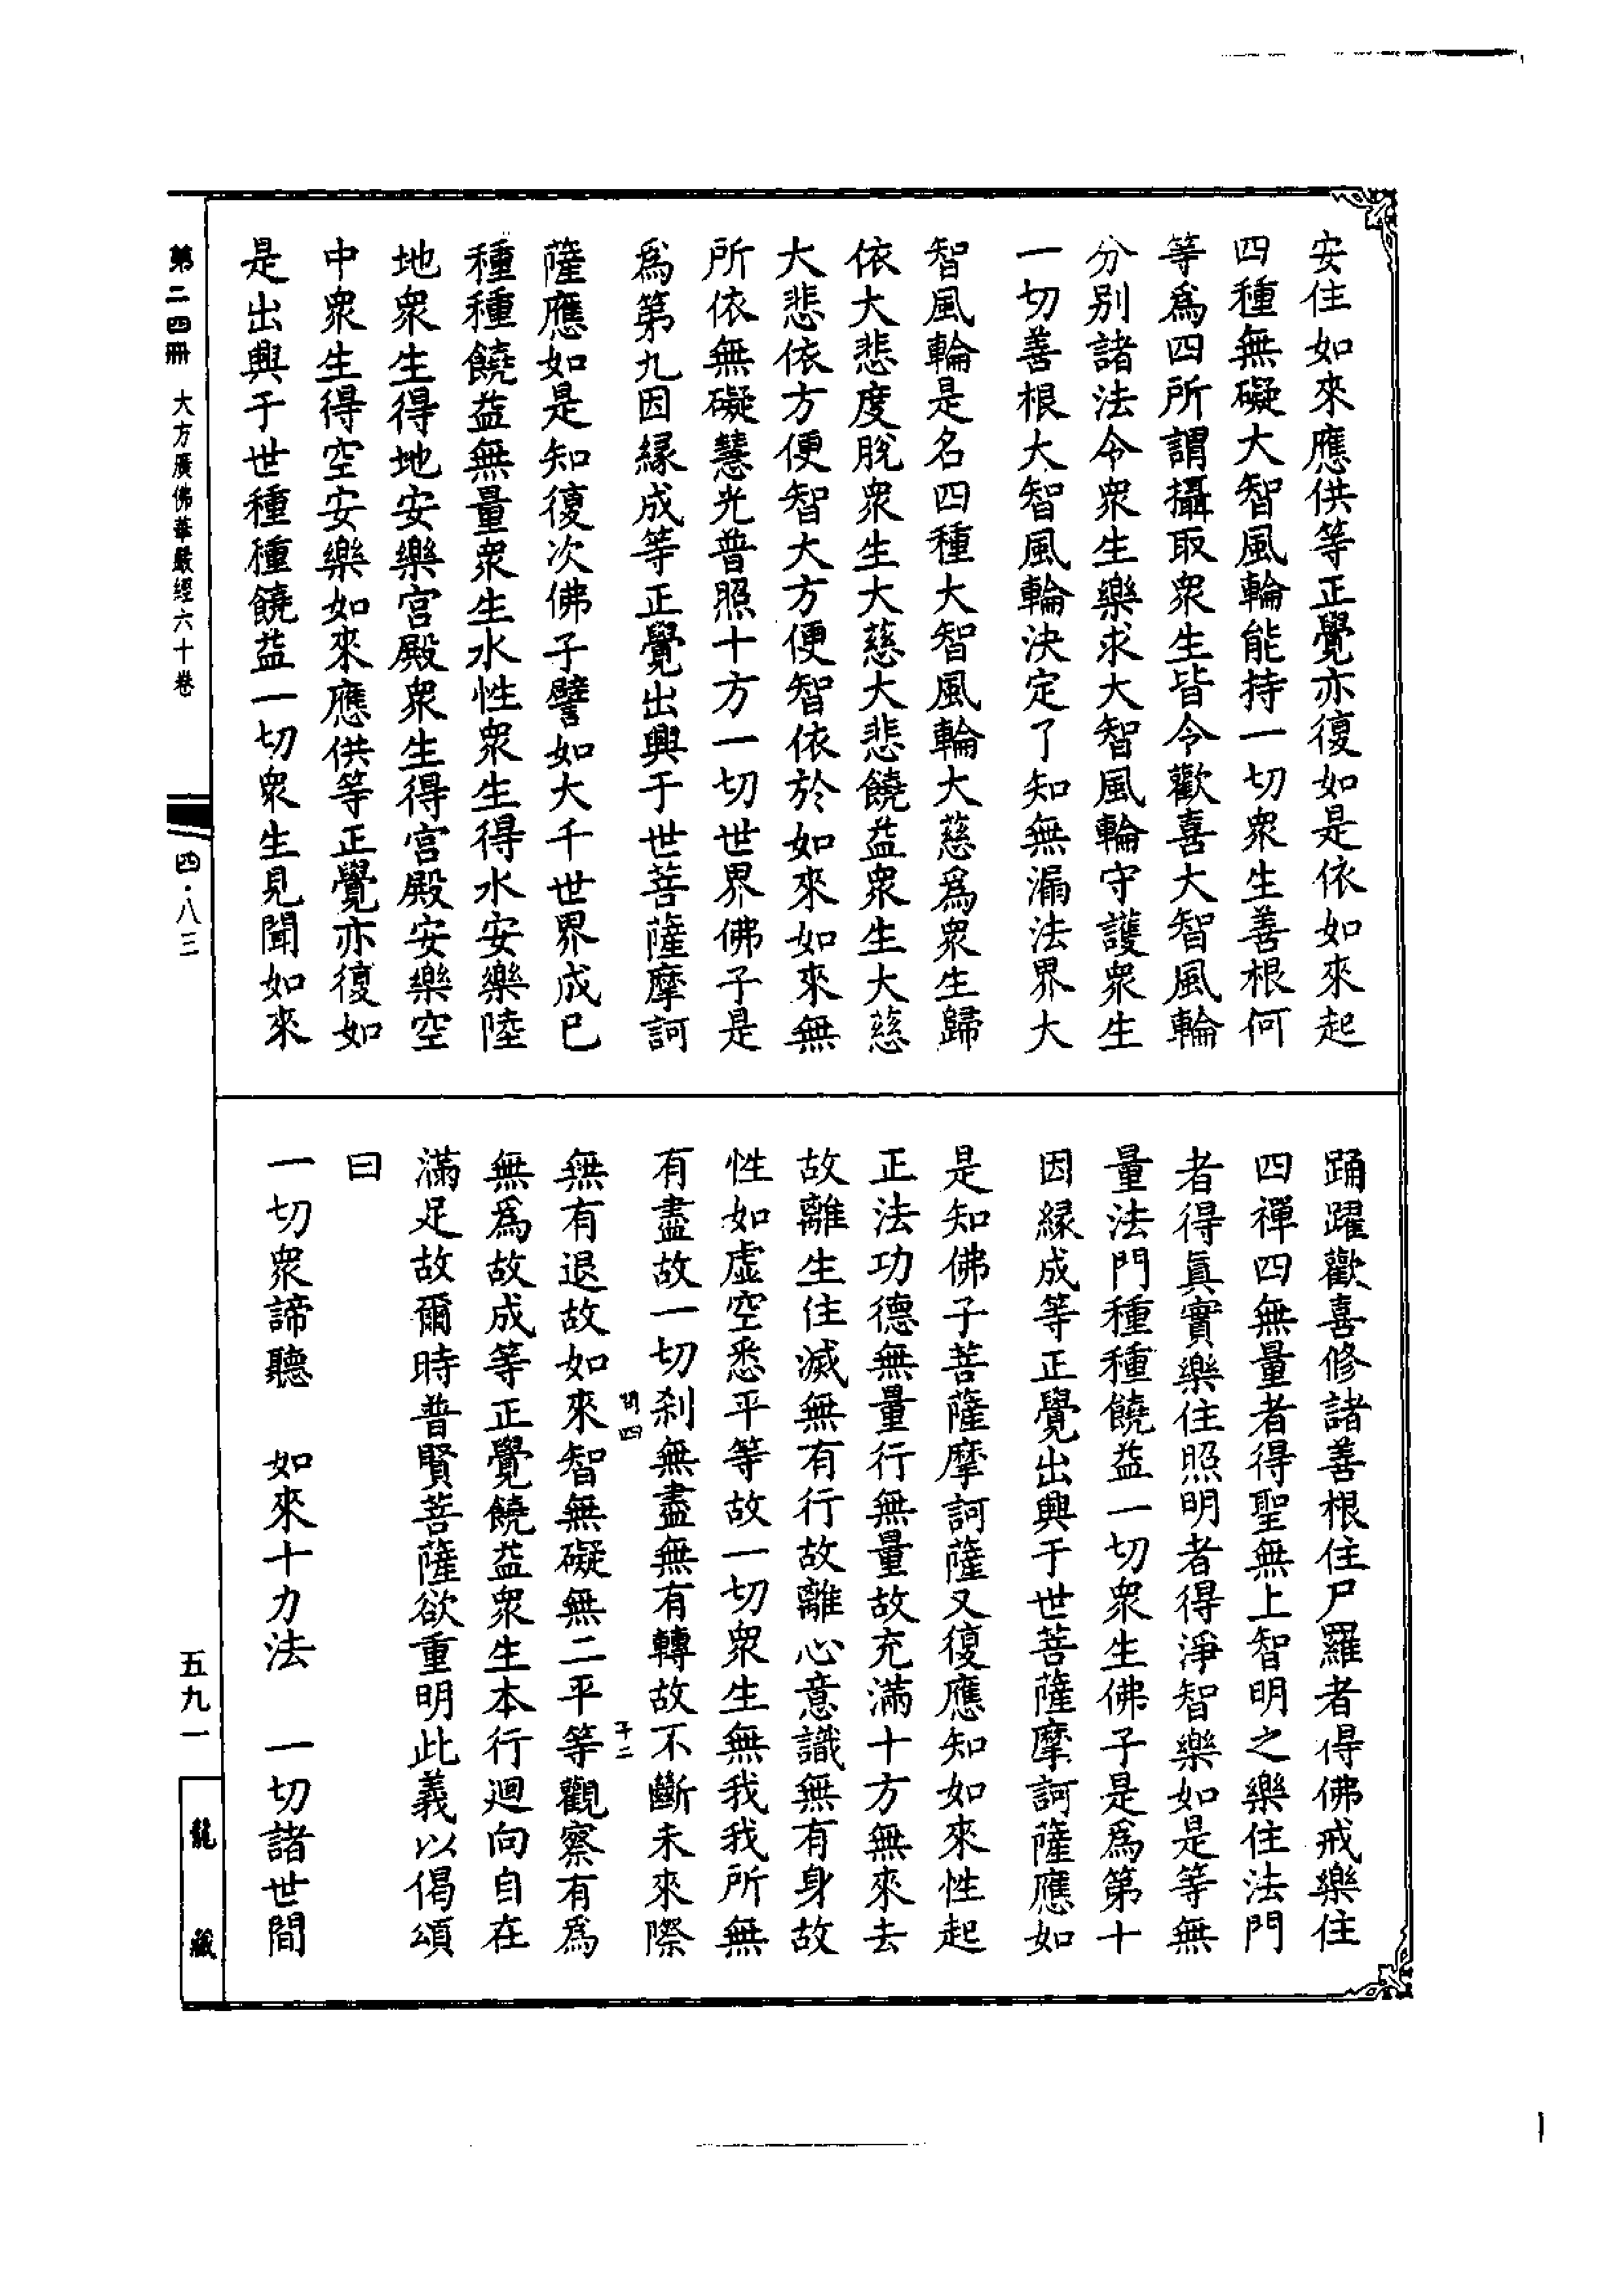 安住如來應供等正覺亦復如是依如來起
四種無礙大智風輪能持一切衆生善根何
等爲四所謂攝取衆生皆令歡喜大智風輪
分别諸法令衆生樂求大智風輪守護衆生
一切善根大智風輪決定了知無漏法界大
智風輪是名四種大智風輪大慈爲衆生歸
依大悲度脫衆生大慈大悲饒益衆生大慈
大悲依方便智大方便智依於如來如來無
所依無礙慧光普照十方一切世界佛子是
爲第九因緣成等正覺出興于世菩薩摩訶
薩應如是知復次佛子譬如大千世界成已
種種饒益無量衆生水性衆生得水安樂陸
地衆生得地安樂宮殿衆生得宮殿安樂空
中衆生得空安樂如來應供等正覺亦復如
是出興于世種種饒益一切衆生見聞如來
踊躍歡喜修諸善根住尸羅者得佛戒樂住
四禪四無量者得聖無上智明之樂住法門
者得眞實樂住照明者得淨智樂如是等無
量法門種種饒益一切衆生佛子是爲第十
因緣成等正覺出興于世菩薩摩訶薩應如
是知佛子菩薩摩訶薩又復應知如來性起
正法功德無量行無量故充滿十方無來去
故離生住滅無有行故離心意識無有身故
性如虛空悉平等故一切衆生無我我所無
有盡故一切刹無盡無有轉故不斷未來際
無有退故如來智無礙無二平等觀察有爲
無爲故成等正覺饒益衆生本行迴向自在
滿足故爾時普賢菩薩欲重明此義以偈頌
曰
一切衆諦聽　如來十力法　一切諸世間
第二四冊　大方廣佛華嚴經六十卷
四・八三
五九一
龍藏